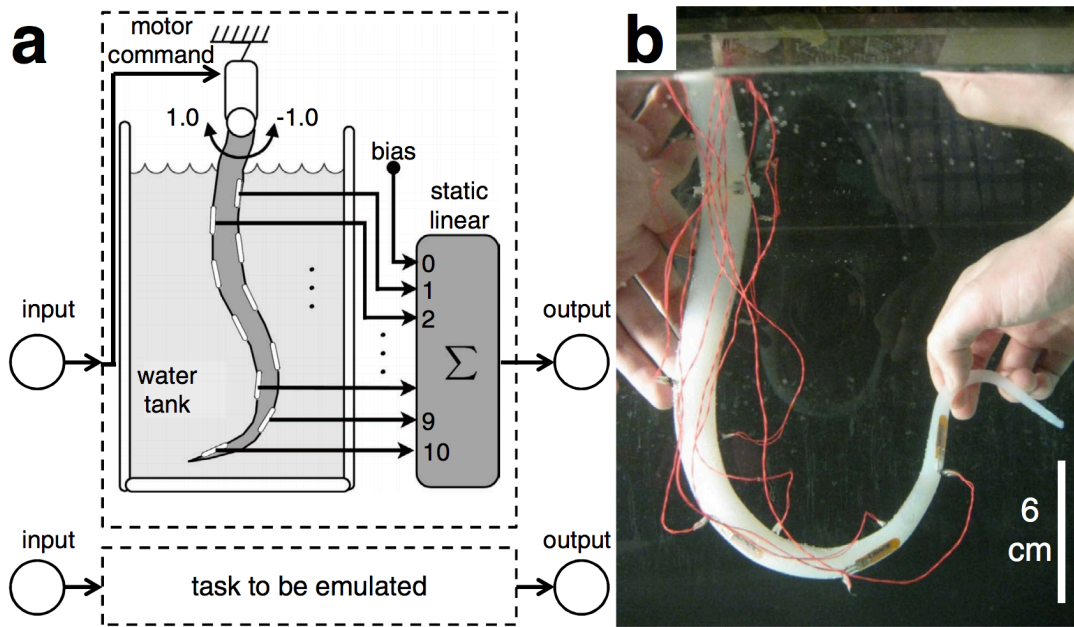 a
motor
command
1.0
-1.0
bias
static
linear
0
1
2
Σ
9
10
input
output
water
tank
input
output
task to be emulated
b
6
cm